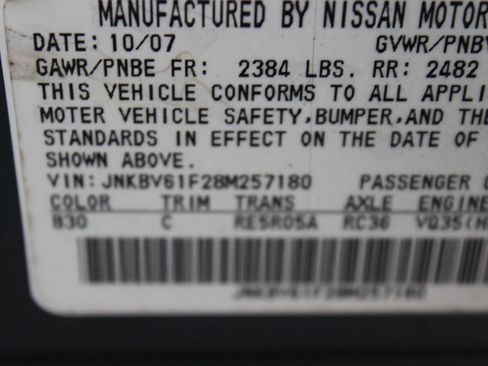 MANUFACTURED BY NISSAN MOTOR
DATE: 10/07 GVWR/PNBV
GAWR/PNBE FR: 2384 LBS. RR: 2482
THIS VEHICLE CONFORMS TO ALL APPLI
MOTER VEHICLE SAFETY,BUMPER,AND THE
STANDARDS IN EFFECT ON THE DATE OF
SHOWN ABOVE.
VIN: JNKBV61F28M257180 PASSENGER
COLOR TRIM TRANS AXLE ENGINE
B30 C RE5R05A RC36 VQ35(H
JNKBV61F28M257180